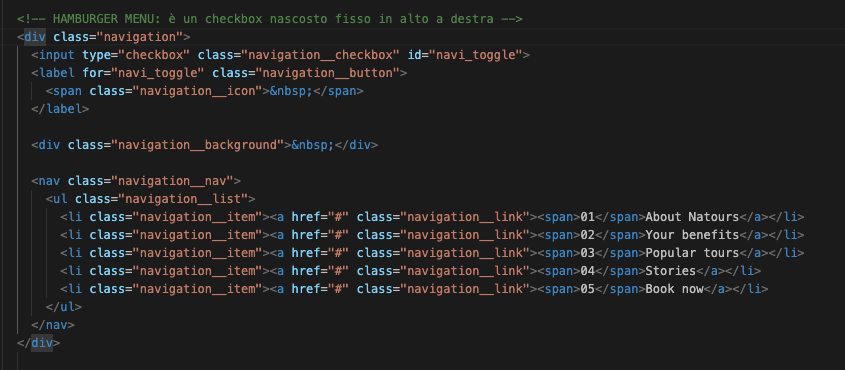 <!-- HAMBURGER MENU: è un checkbox nascosto fisso in alto a destra -->
<div class="navigation">
<input type="checkbox" class="navigation__checkbox" id="navi_toggle">
<label for="navi_toggle" class="navigation__button">
<span class="navigation__icon">&nbsp;</span>
</label>
<div class="navigation__background">&nbsp;</div>
<nav class="navigation__nav">
<ul class="navigation__list">
<li class="navigation__item"><a href="#" class="navigation__link"><span>01</span>About Natours</a></li>
<li class="navigation__item"><a href="#" class="navigation__link"><span>02</span>Your benefits</a></li>
<li class="navigation__item"><a href="#" class="navigation__link"><span>03</span>Popular tours</a></li>
<li class="navigation__item"><a href="#" class="navigation__link"><span>04</span>Stories</a></li>
<li class="navigation__item"><a href="#" class="navigation__link"><span>05</span>Book now</a></li>
</ul>
</nav>
</div>